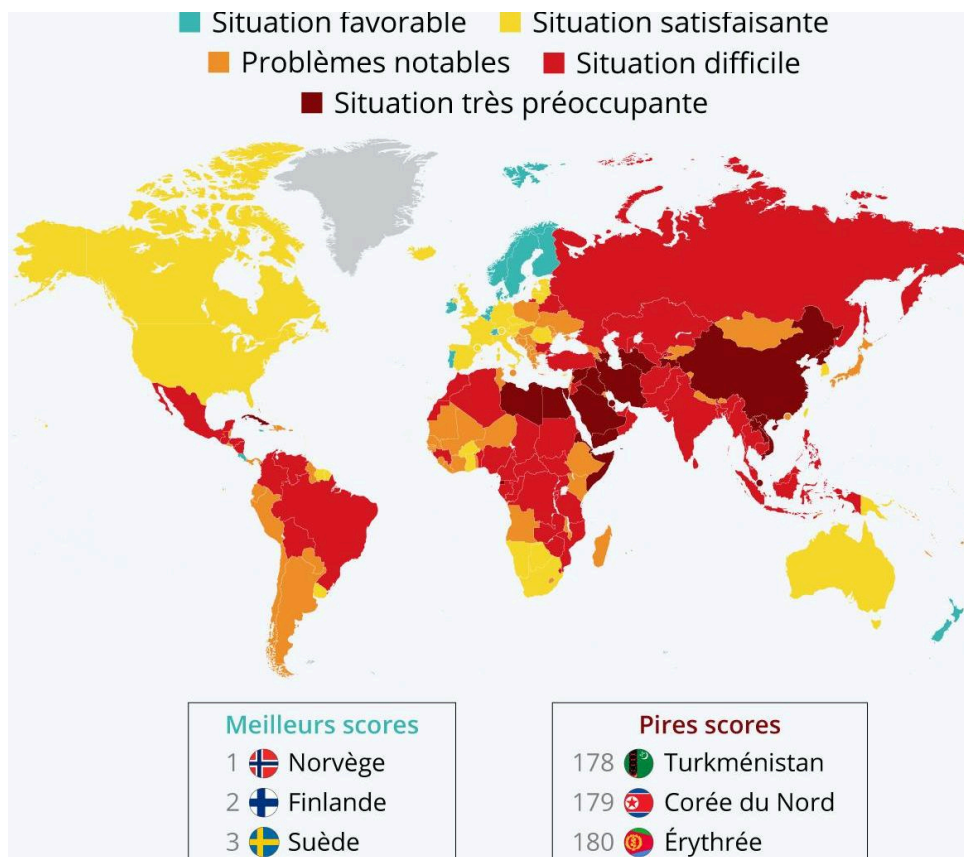 Situation favorable Situation satisfaisante
Problèmes notables Situation difficile
Situation très préoccupante
Meilleurs scores
1 Norvège
2 Finlande
3 Suède
Pires scores
178 Turkménistan
179 Corée du Nord
180 Érythrée